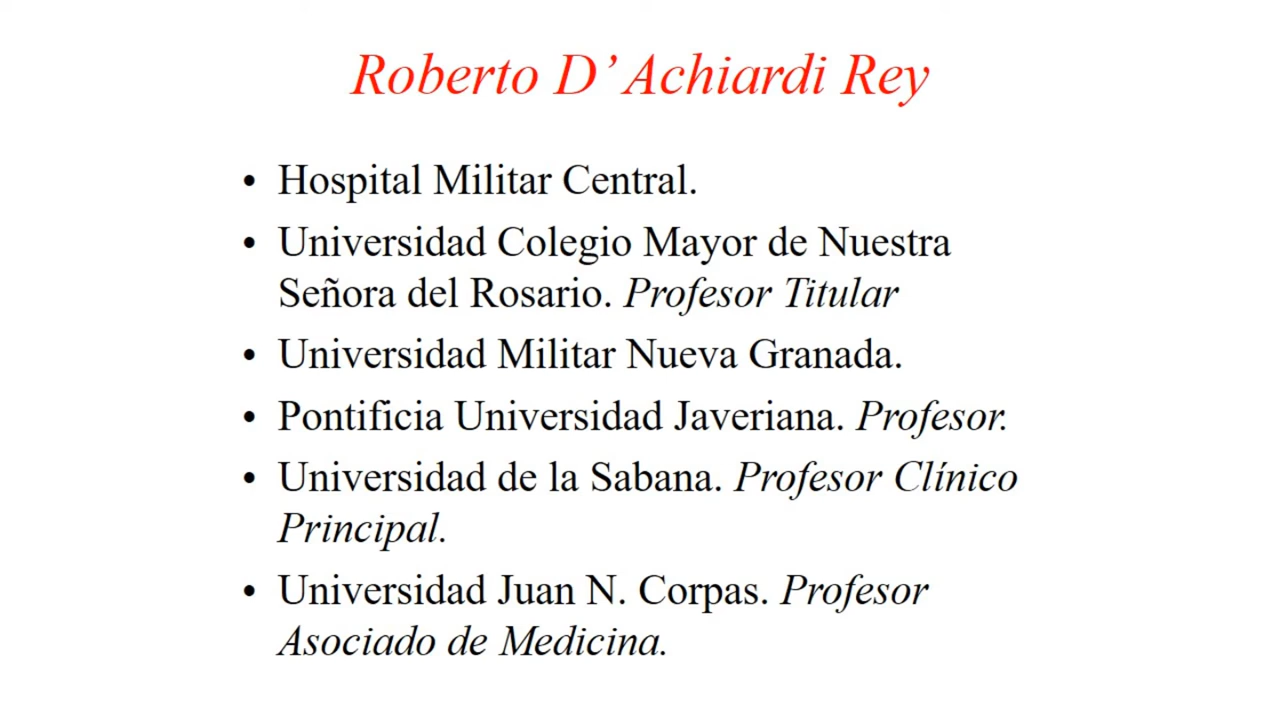 Roberto D’ Achiardi Rey
• Hospital Militar Central.
• Universidad Colegio Mayor de Nuestra
Señora del Rosario. Profesor Titular
• Universidad Militar Nueva Granada.
• Pontificia Universidad Javeriana. Profesor.
• Universidad de la Sabana. Profesor Clínico
Principal.
• Universidad Juan N. Corpas. Profesor
Asociado de Medicina.